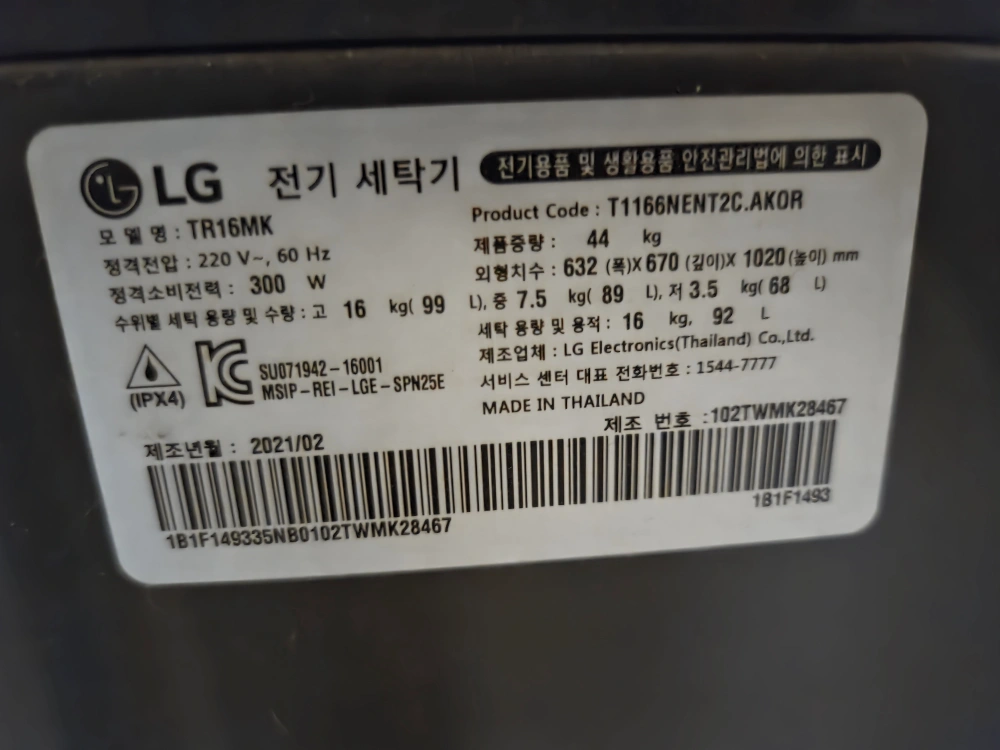 LG 전기 세탁기 전기용품 및 생활용품 안전관리법에 의한 표시
모 델 명 : TR16MK
Product Code : T1166NENT2C.AKOR
정격전압 : 220 V~, 60 Hz
제품중량 : 44 kg
정격소비전력 : 300 W
외형치수 : 632 (폭)X 670 (깊이)X 1020 (높이) mm
수위별 세탁 용량 및 수량 : 고 16 kg( 99 L), 중 7.5 kg( 89 L), 저 3.5 kg( 68 L)
세탁 용량 및 용적 : 16 kg, 92 L
제조업체 : LG Electronics(Thailand) Co.,Ltd.
SU071942-16001
MSIP-REI-LGE-SPN25E
(IPX4)
서비스 센터 대표 전화번호 : 1544-7777
MADE IN THAILAND
제조 번호 :102TWMK28467
제조년월 : 2021/02
1B1F149335NB0102TWMK28467
1B1F1493